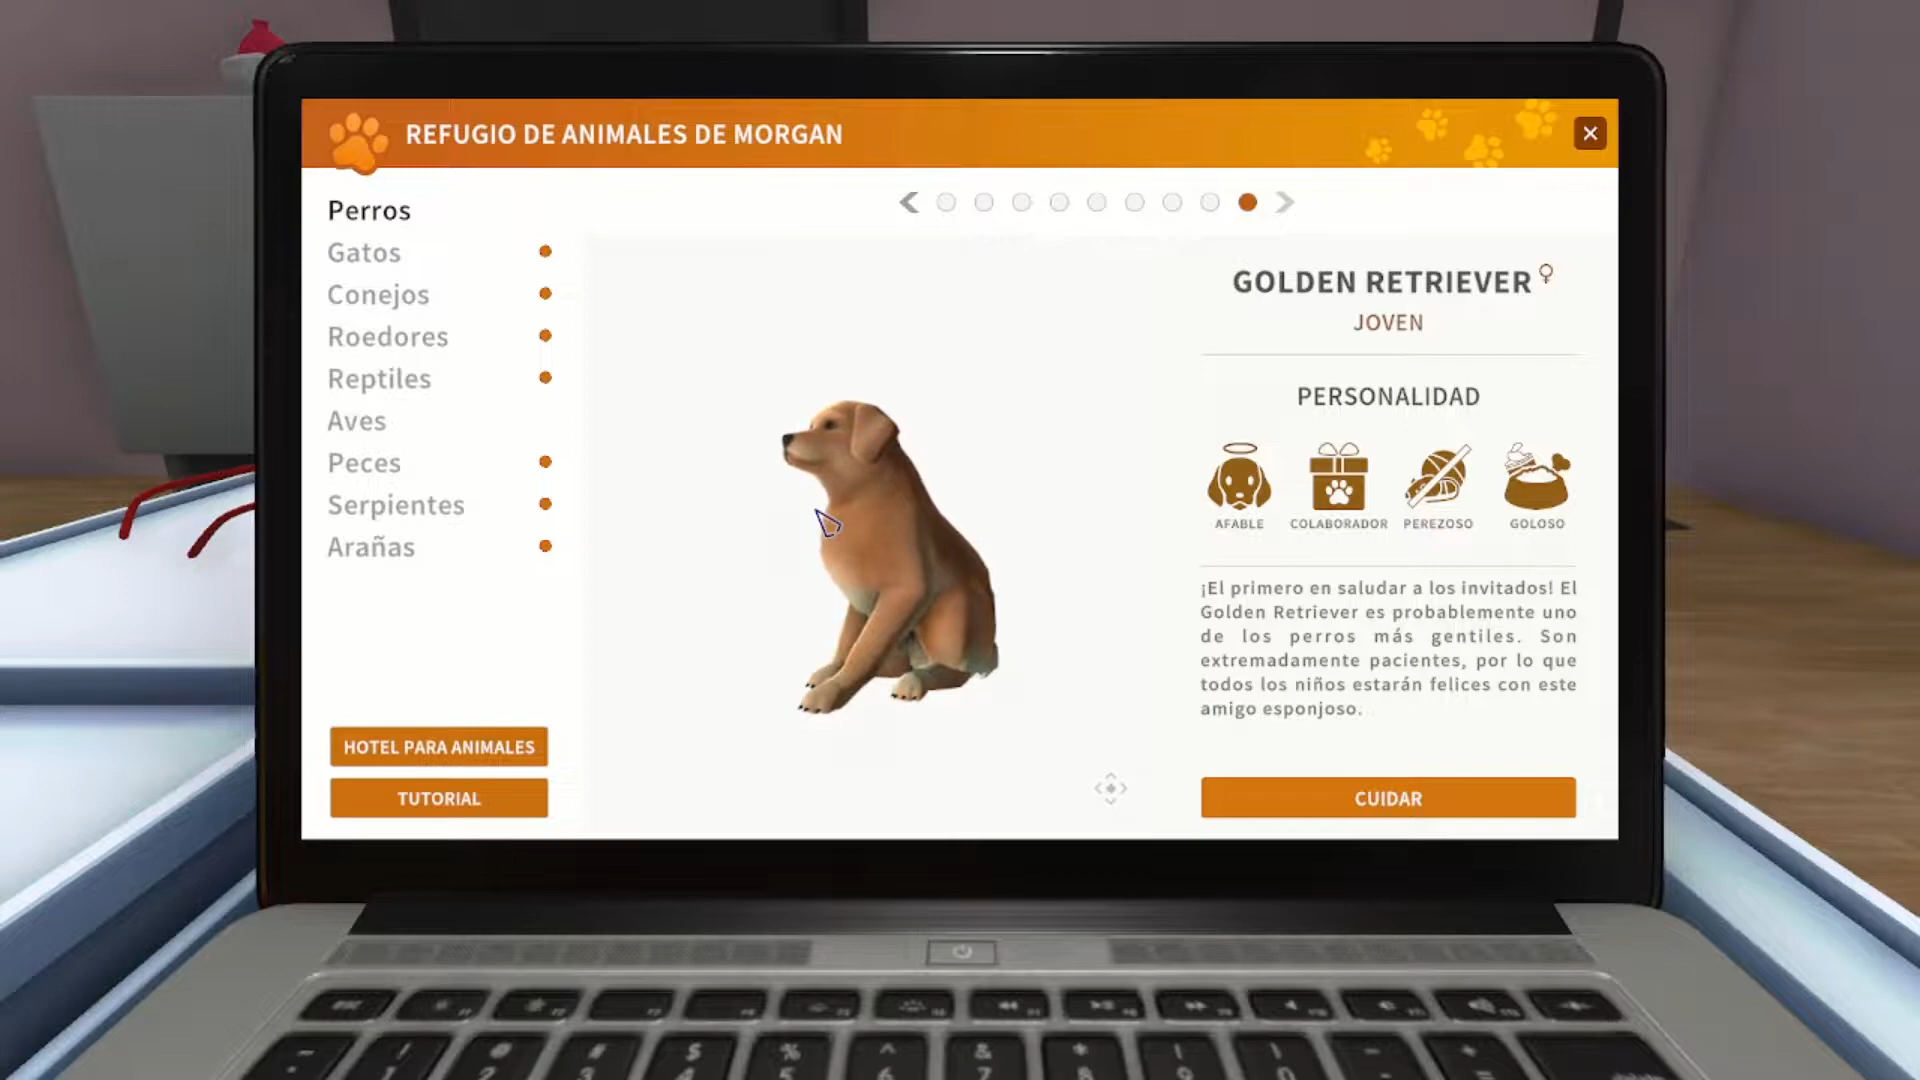 REFUGIO DE ANIMALES DE MORGAN
Perros
Gatos
Conejos
Roedores
Reptiles
Aves
Peces
Serpientes
Arañas
HOTEL PARA ANIMALES
TUTORIAL
GOLDEN RETRIEVER ♀
JOVEN
PERSONALIDAD
AFABLE COLABORADOR PEREZOSO GOLOSO
¡El primero en saludar a los invitados! El
Golden Retriever es probablemente uno
de los perros más gentiles. Son
extremadamente pacientes, por lo que
todos los niños estarán felices con este
amigo esponjoso.
CUIDAR